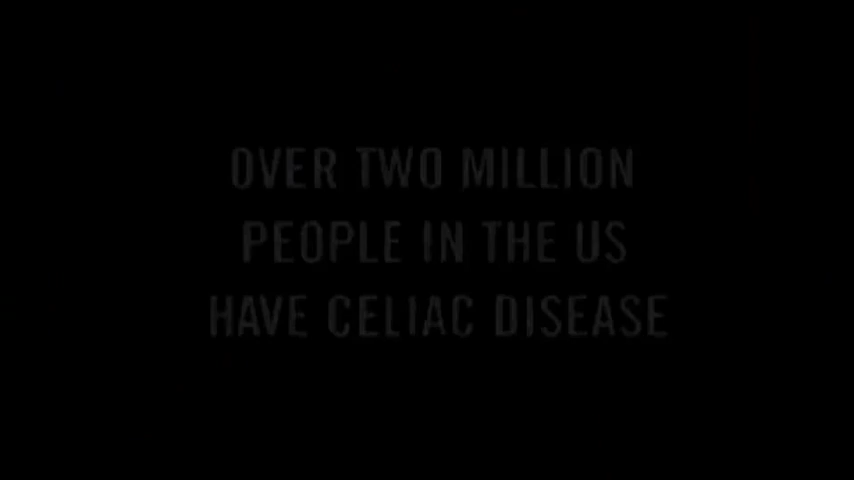 OVER TWO MILLION
PEOPLE IN THE US
HAVE CELIAC DISEASE